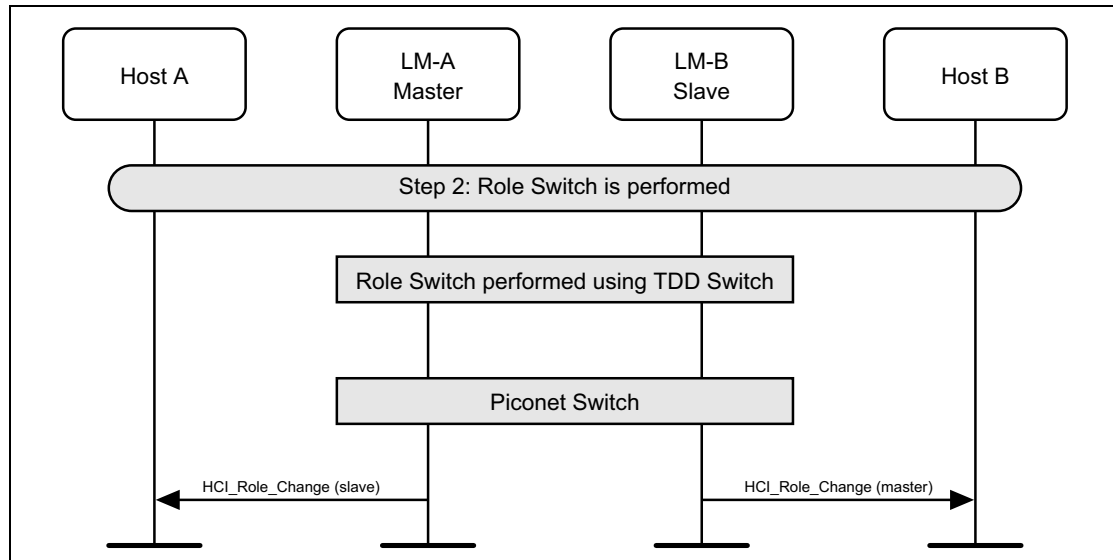 Host A
LM-A
Master
LM-B
Slave
Host B
Step 2: Role Switch is performed
Role Switch performed using TDD Switch
Piconet Switch
HCI_Role_Change (slave)
HCI_Role_Change (master)